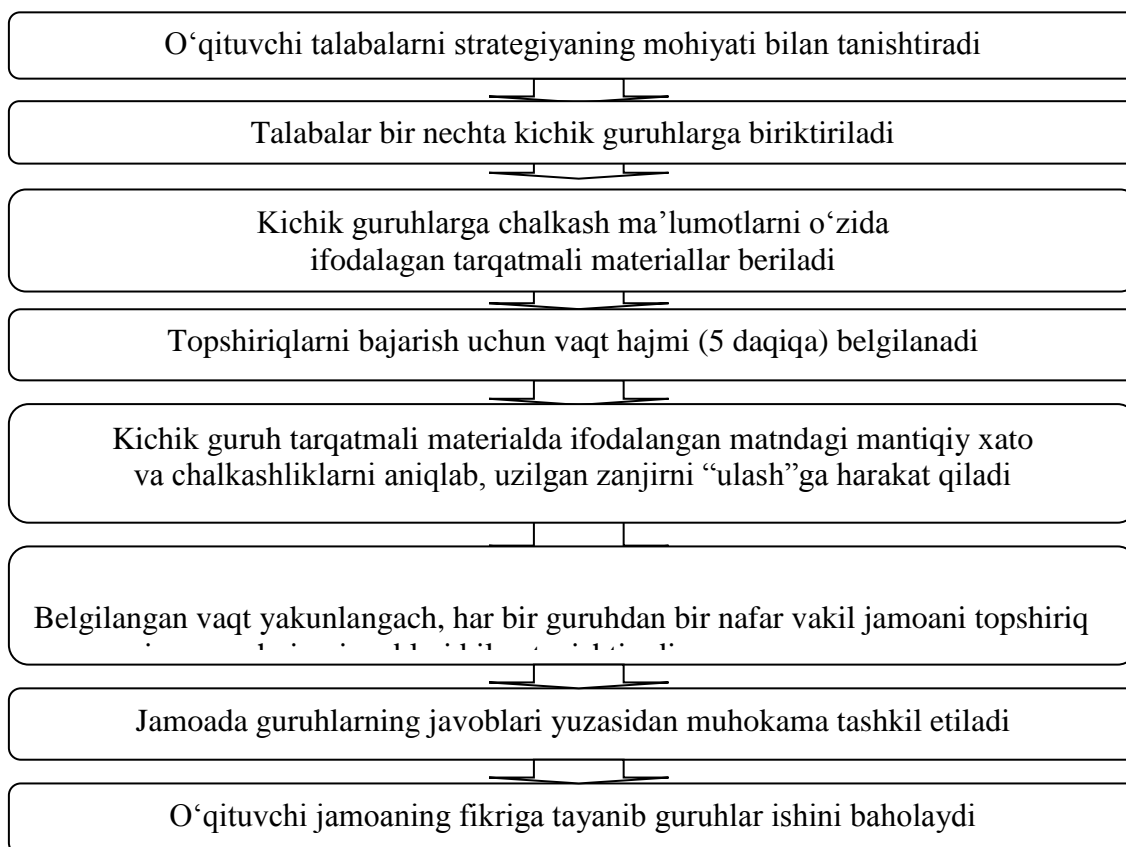 O‘qituvchi talabalarni strategiyaning mohiyati bilan tanishtiradi
Talabalar bir nechta kichik guruhlarga biriktiriladi
Kichik guruhlarga chalkash ma’lumotlarni o‘zida
ifodalagan tarqatmali materiallar beriladi
Topshiriqlarni bajarish uchun vaqt hajmi (5 daqiqa) belgilanadi
Kichik guruh tarqatmali materialda ifodalangan matndagi mantiqiy xato
va chalkashliklarni aniqlab, uzilgan zanjirni “ulash”ga harakat qiladi
Belgilangan vaqt yakunlangach, har bir guruhdan bir nafar vakil jamoani topshiriq
Jamoada guruhlarning javoblari yuzasidan muhokama tashkil etiladi
O‘qituvchi jamoaning fikriga tayanib guruhlar ishini baholaydi